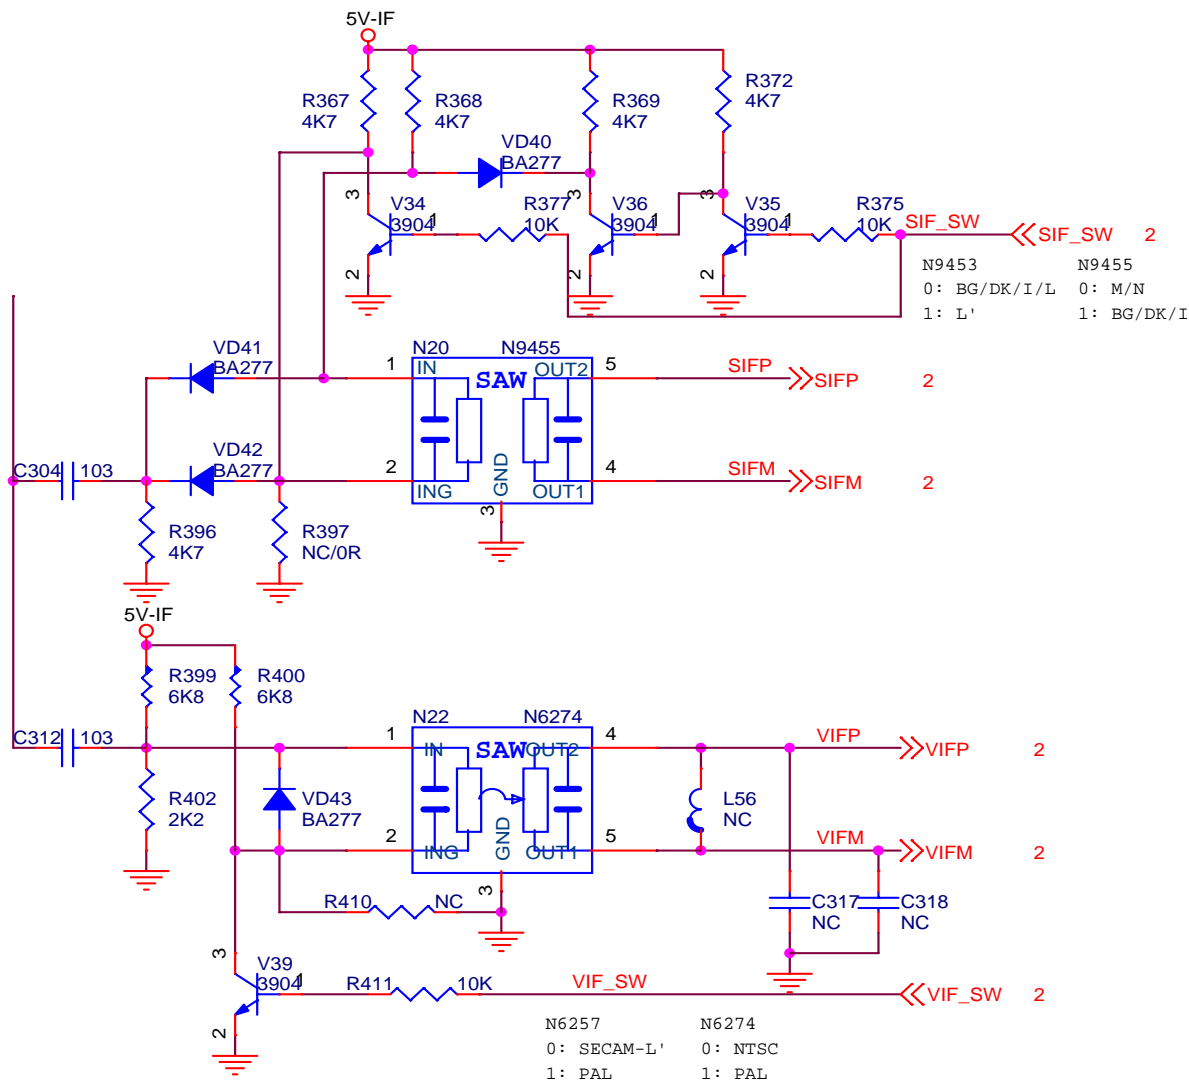 5V-IF
R367
4K7
R368
4K7
R369
4K7
R372
4K7
VD40
BA277
3
V34
3904
1
2
R377
10K
3
V36
3904
1
2
3
V35
3904
1
2
R375
10K
SIF_SW
SIF_SW 2
N9453 N9455
0: BG/DK/I/L 0: M/N
1: L' 1: BG/DK/I
VD41
BA277
1
N20 N9455
IN SAW OUT2
5
SIFP
SIFP 2
VD42
BA277
C304 103
2
ING GND OUT1
4
SIFM
SIFM 2
3
R396
4K7
R397
NC/0R
5V-IF
R399
6K8
R400
6K8
C312 103
1
N22 N6274
IN SAW OUT2
4
VIFP
VIFP 2
R402
2K2
VD43
BA277
L56
NC
2
ING GND OUT1
5
VIFM
VIFM 2
3
R410 NC
C317
NC
C318
NC
3
V39
3904
1
2
R411 10K
VIF_SW
VIF_SW 2
N6257 N6274
0: SECAM-L' 0: NTSC
1: PAL 1: PAL